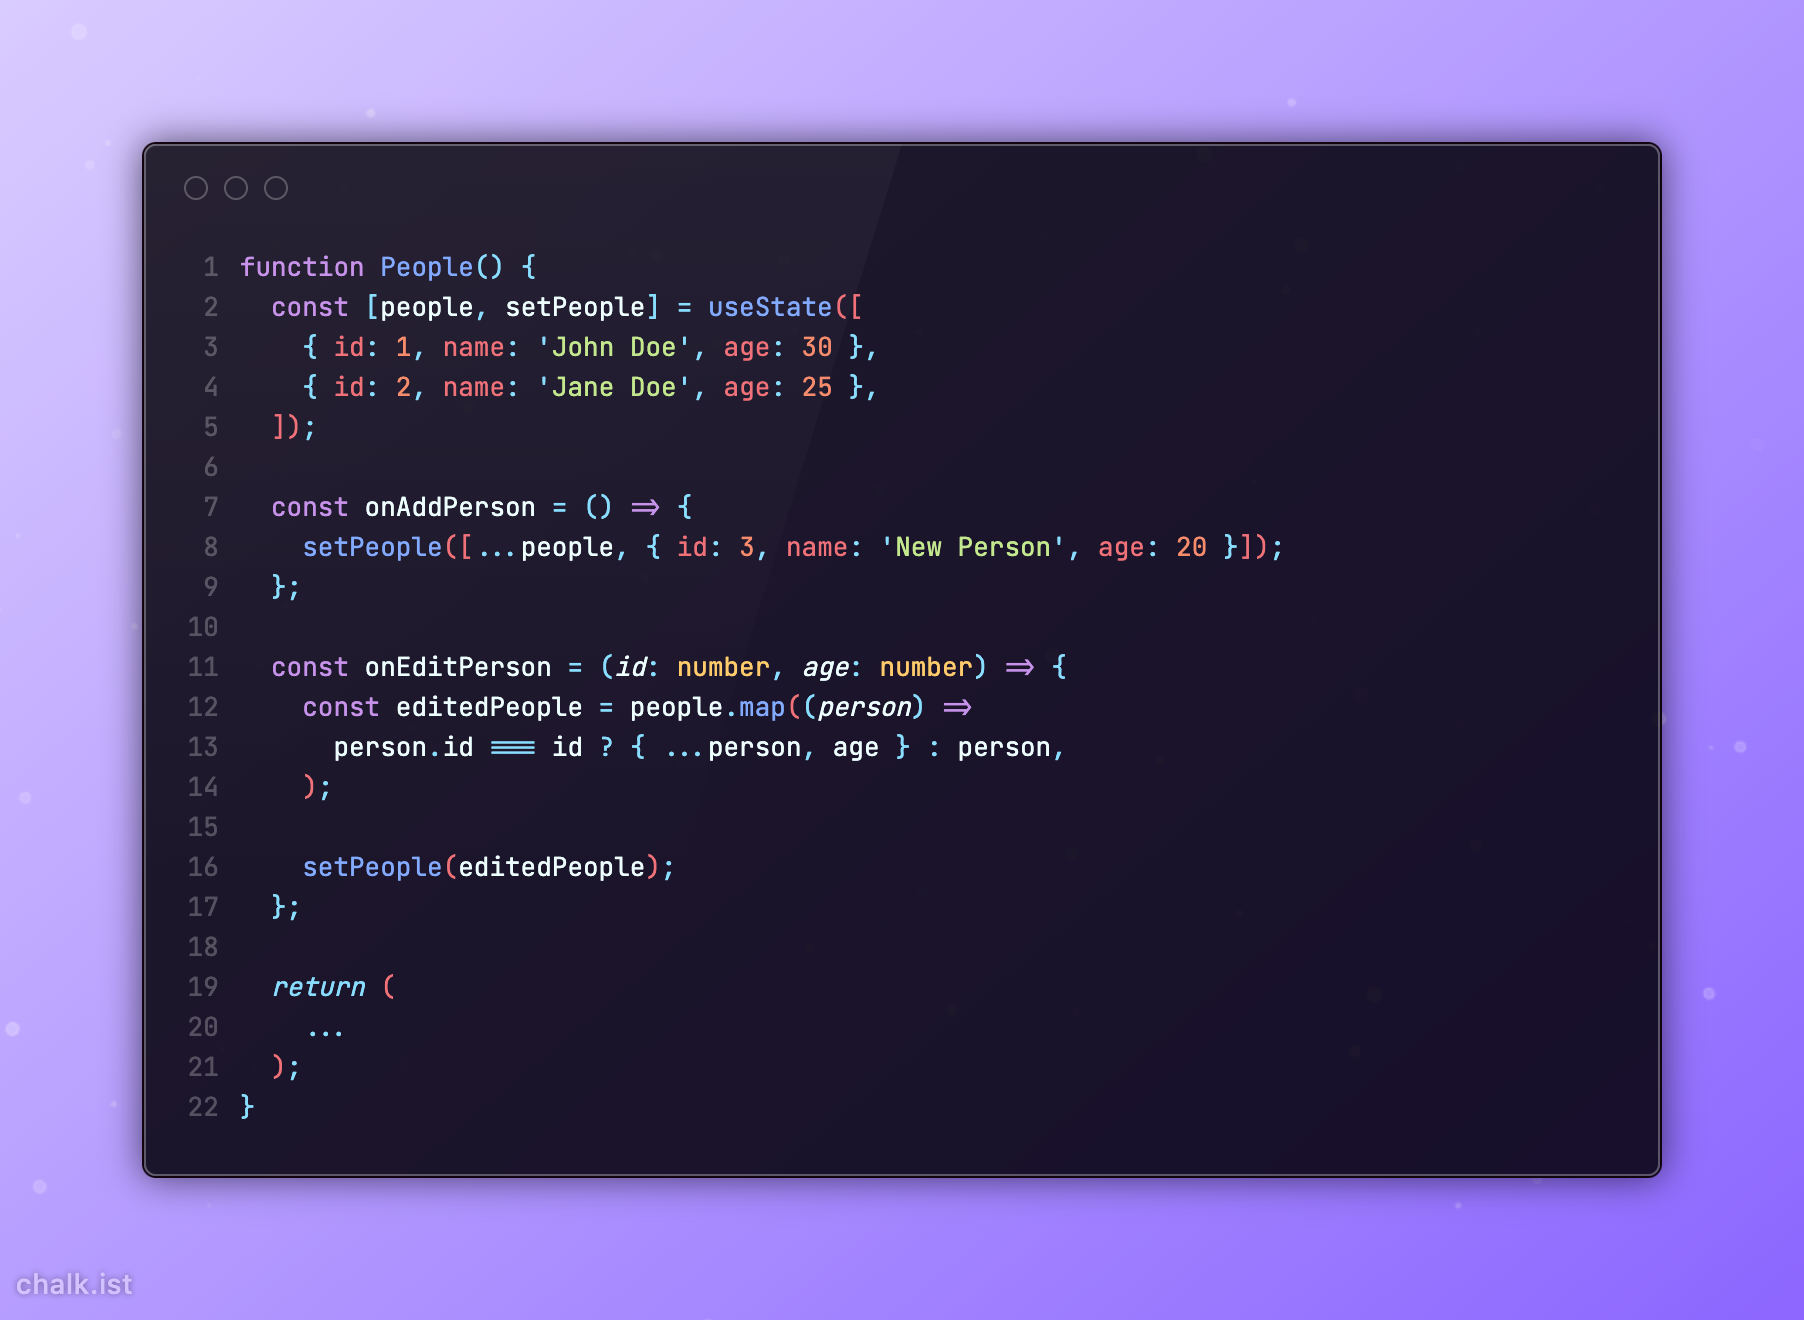 1 function People() {
2   const [people, setPeople] = useState([
3     { id: 1, name: 'John Doe', age: 30 },
4     { id: 2, name: 'Jane Doe', age: 25 },
5   ]);
6
7   const onAddPerson = () => {
8     setPeople([...people, { id: 3, name: 'New Person', age: 20 }]);
9   };
10
11   const onEditPerson = (id: number, age: number) => {
12     const editedPeople = people.map((person) =>
13       person.id === id ? { ...person, age } : person,
14     );
15
16     setPeople(editedPeople);
17   };
18
19   return (
20     ...
21   );
22 }
chalk.ist